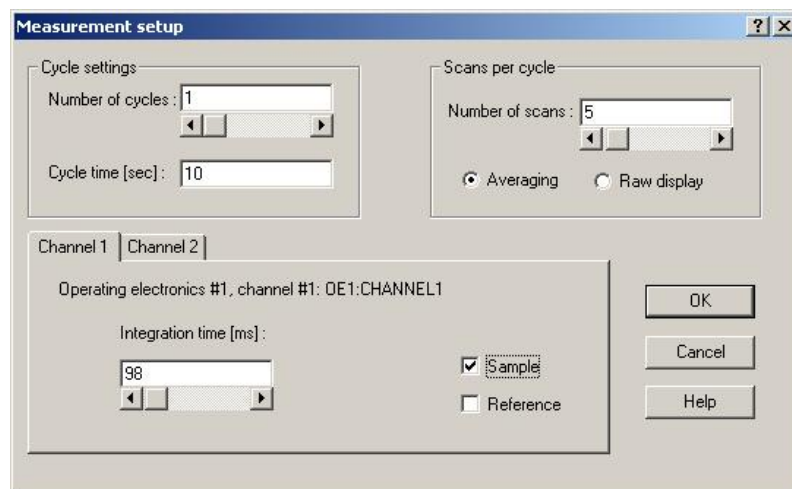 Measurement setup
Cycle settings
Number of cycles : 1
Cycle time [sec] : 10
Scans per cycle
Number of scans : 5
Averaging
Raw display
Channel 1
Channel 2
Operating electronics #1, channel #1: OE1:CHANNEL1
Integration time [ms] :
98
Sample
Reference
OK
Cancel
Help